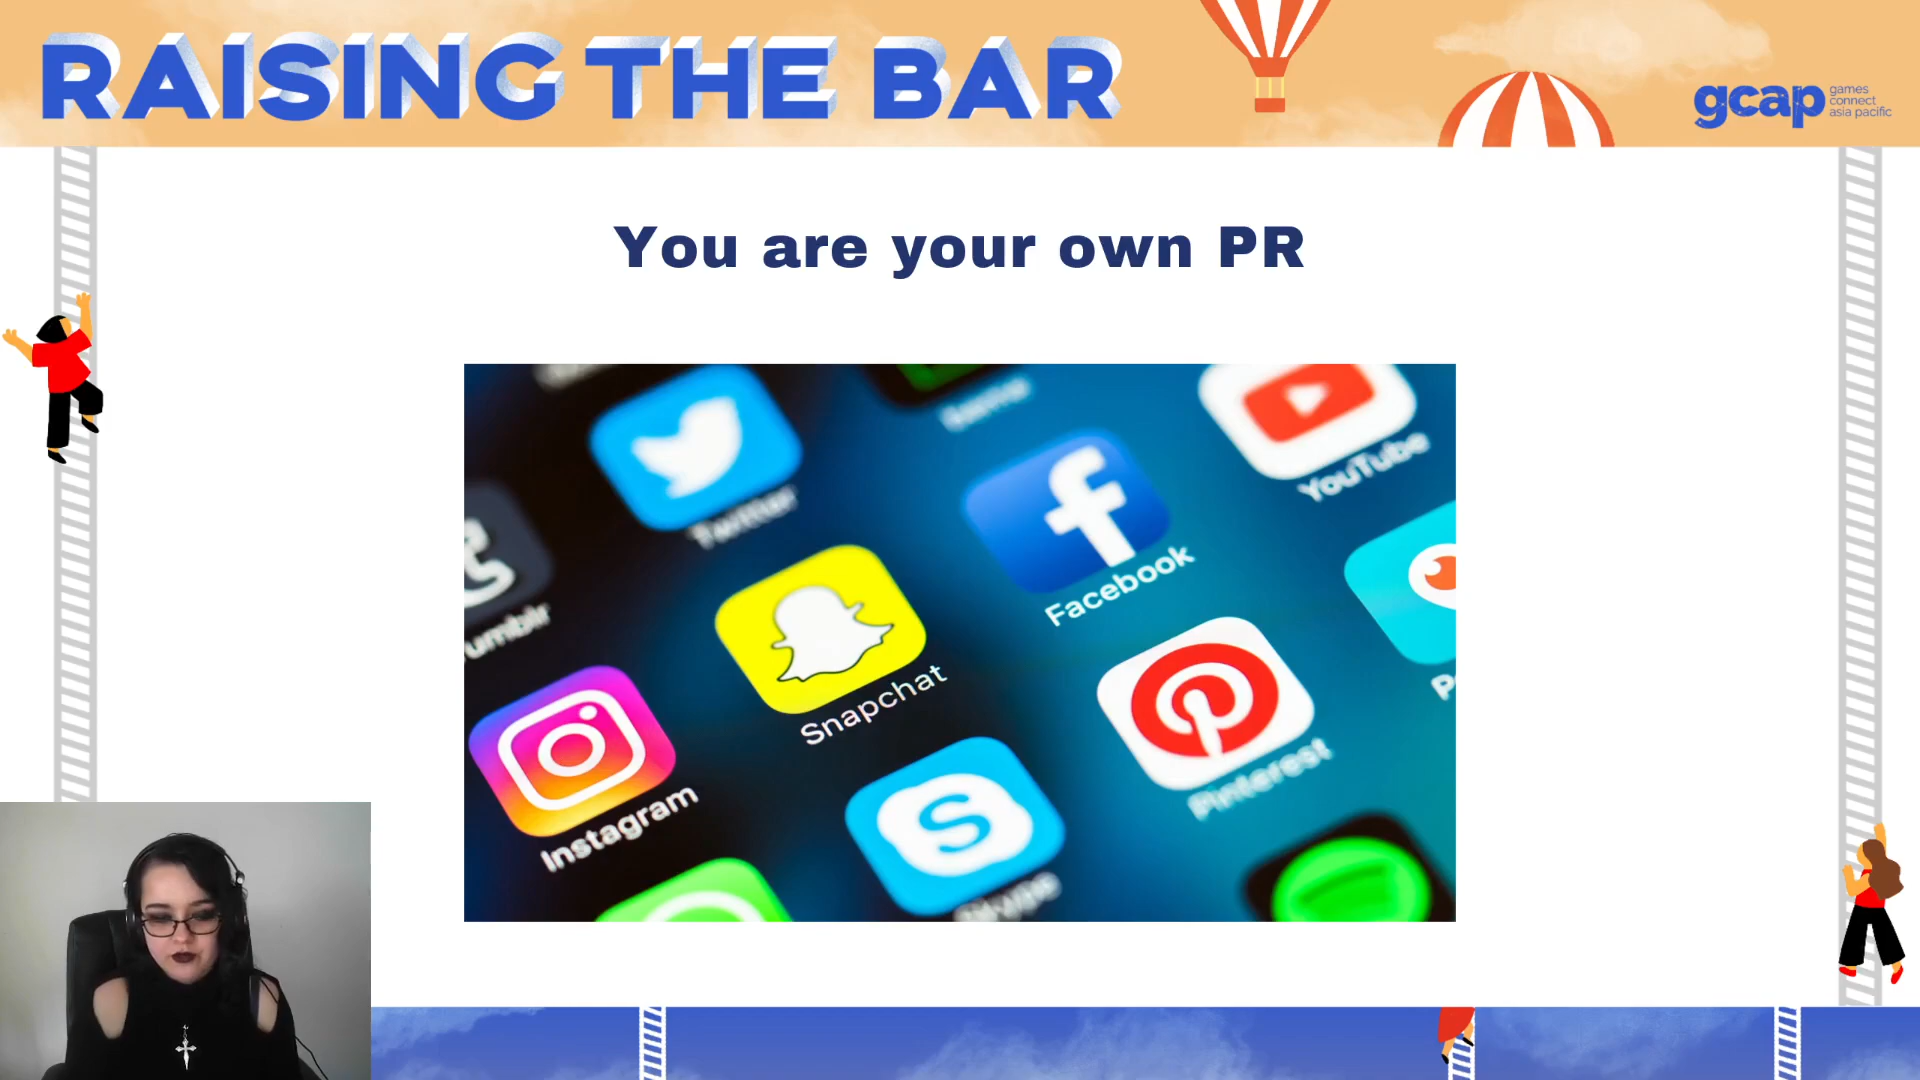 RAISING THE BAR
gcap games
connect
asia pacific
You are your own PR
Twitter
YouTube
Facebook
umblr
Snapchat
Pinterest
Instagram
Skype